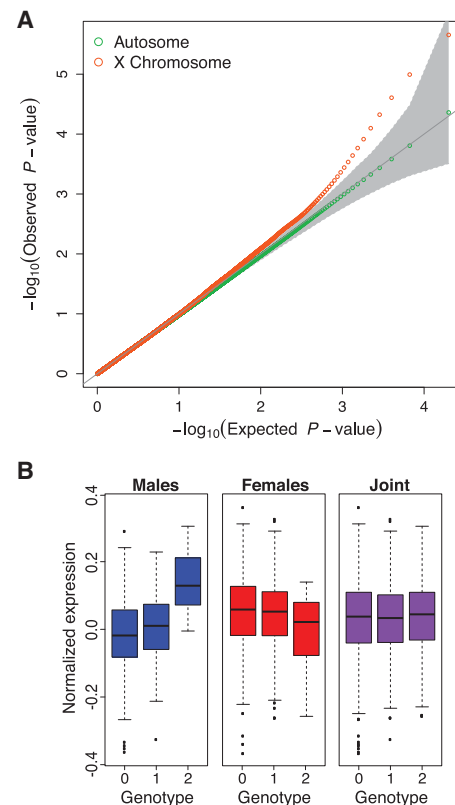 A
Autosome
X Chromosome
−log10(Observed P−value)
5
4
3
2
1
0
0 1 2 3 4
−log10(Expected P−value)
B
Males Females Joint
Normalized expression
0.4
0.2
0.0
-0.2
-0.4
0 1 2 0 1 2 0 1 2
Genotype Genotype Genotype